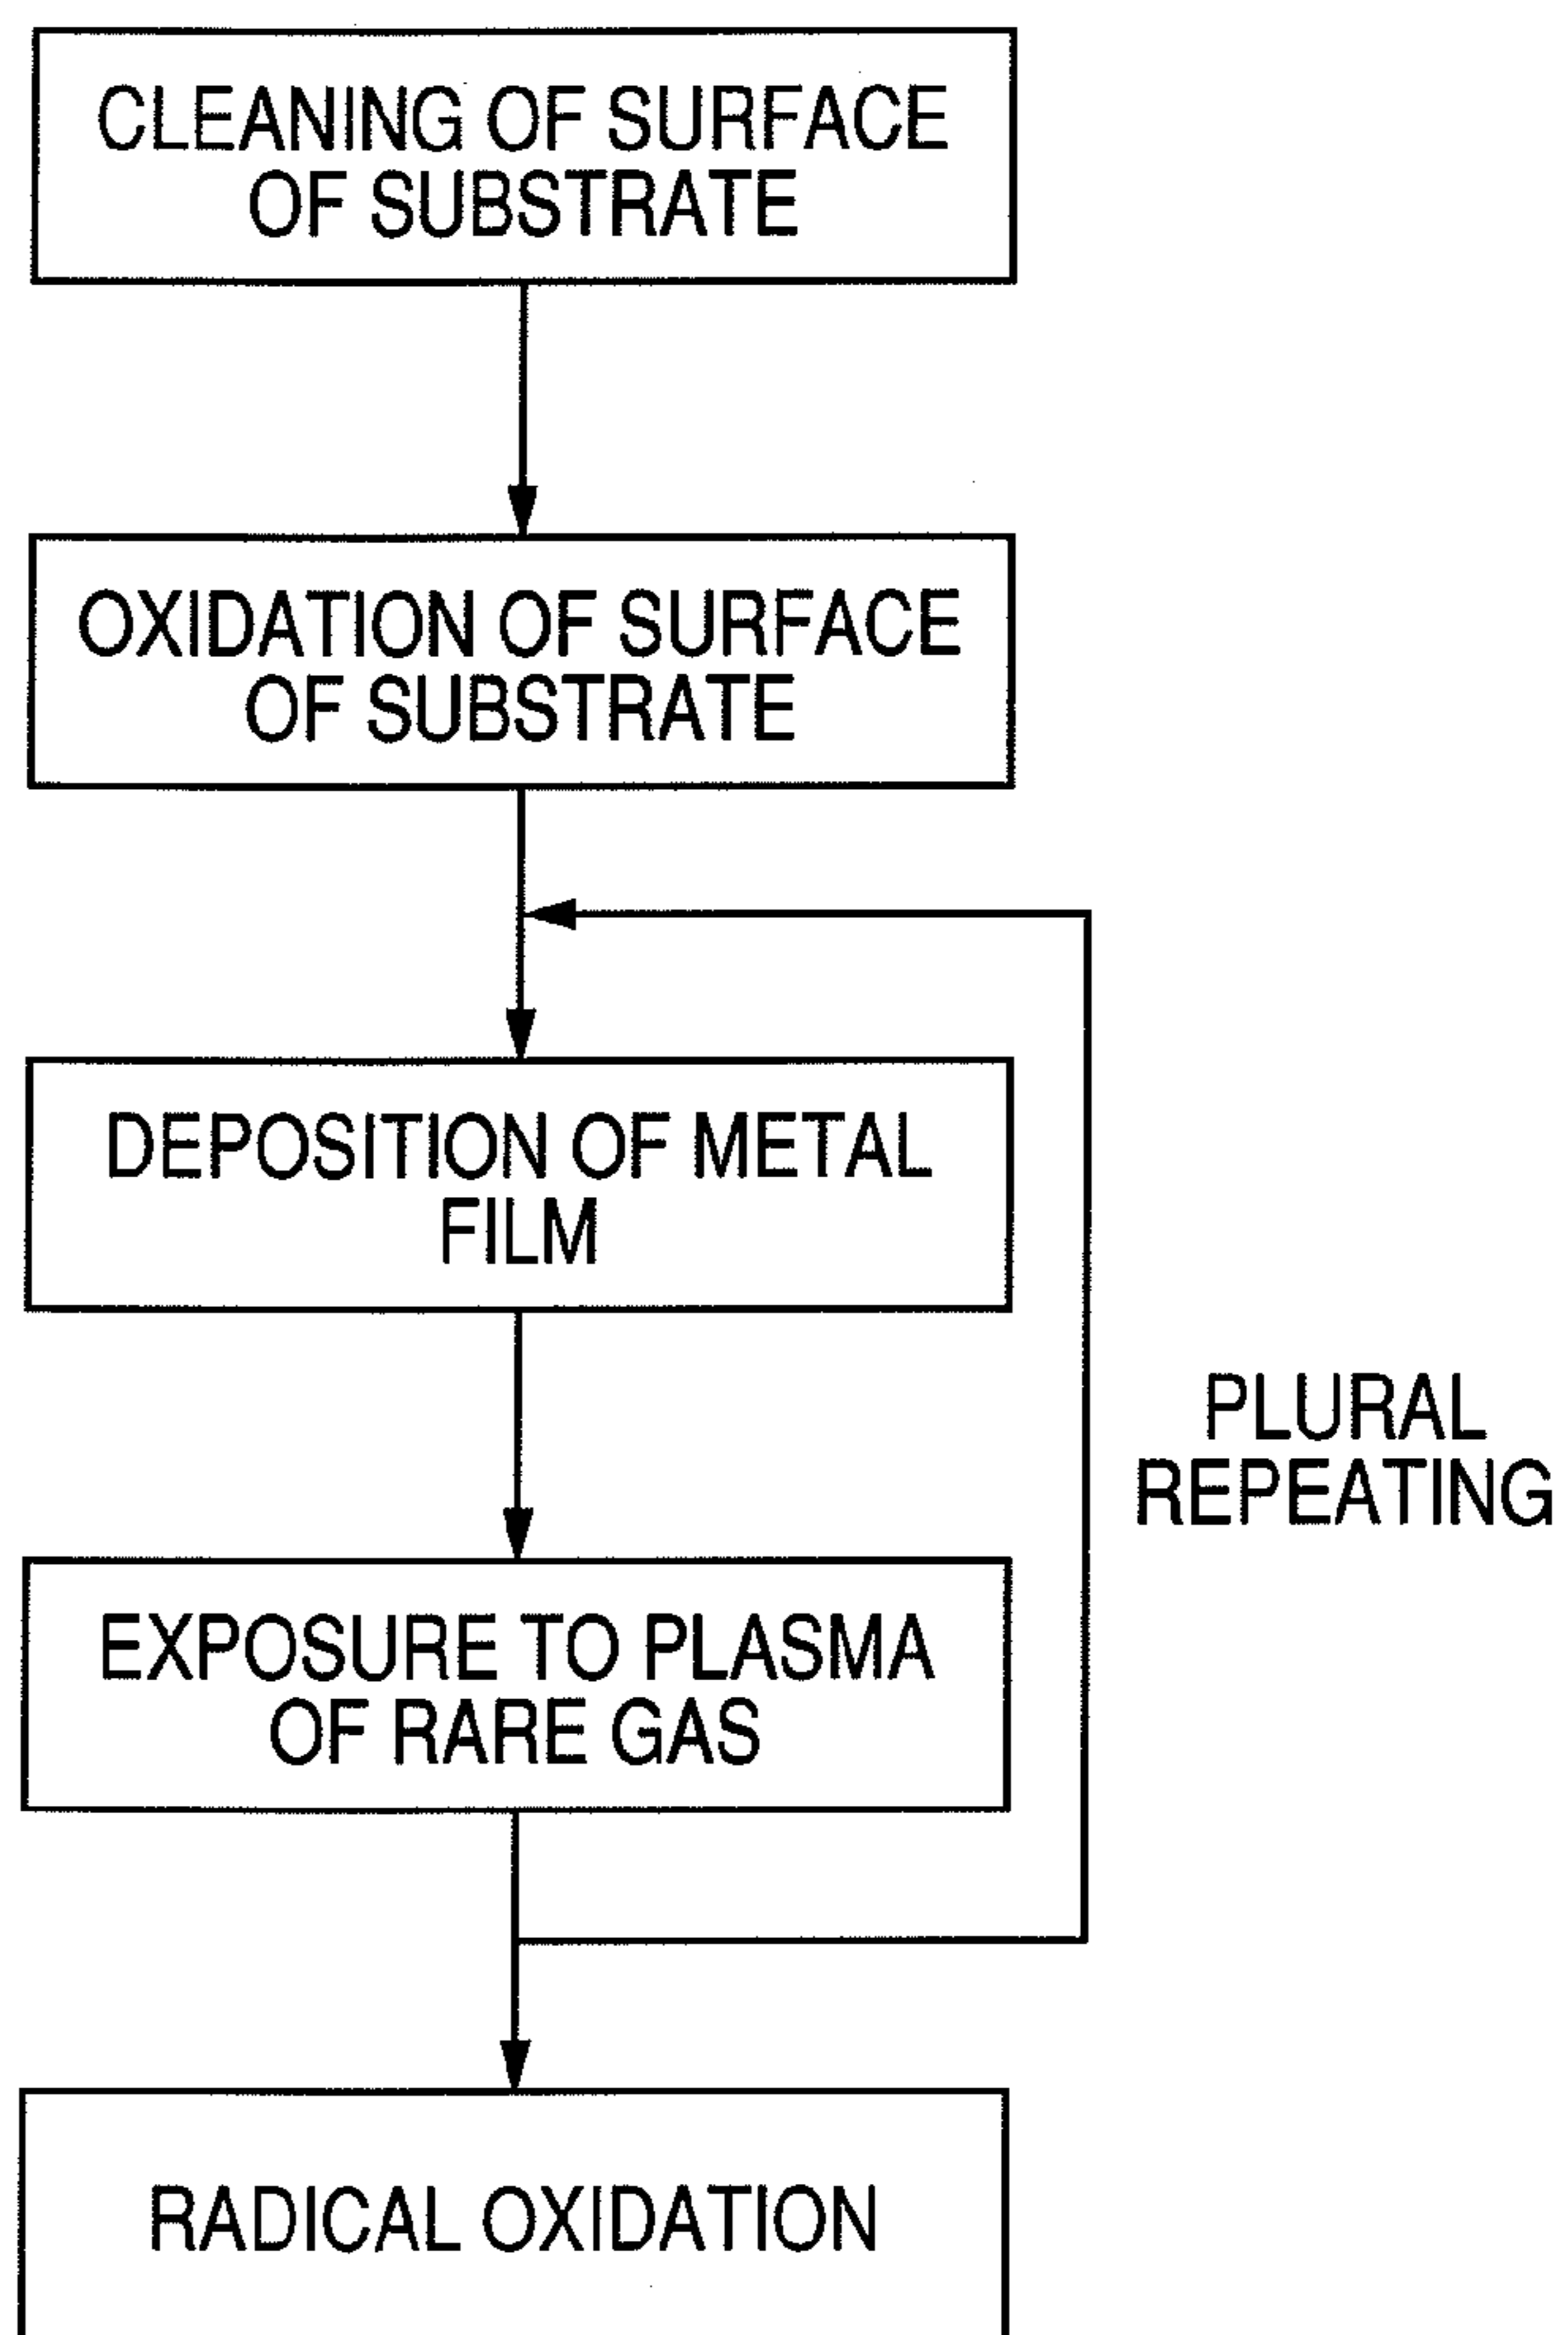 CLEANING OF SURFACE
OF SUBSTRATE
OXIDATION OF SURFACE
OF SUBSTRATE
DEPOSITION OF METAL
FILM
EXPOSURE TO PLASMA
OF RARE GAS
PLURAL
REPEATING
RADICAL OXIDATION